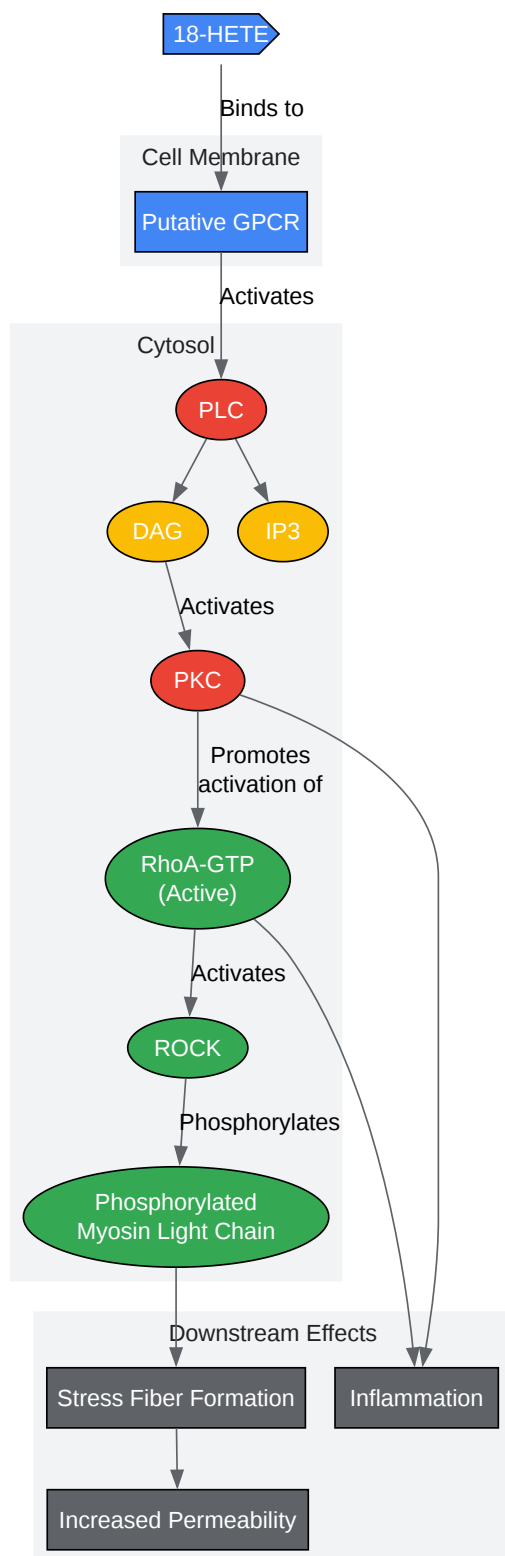 18-HETE
Binds to
Cell Membrane
Putative GPCR
Activates
Cytosol
PLC
DAG
IP3
Activates
PKC
Promotes
activation of
RhoA-GTP
(Active)
Activates
ROCK
Phosphorylates
Phosphorylated
Myosin Light Chain
Downstream Effects
Stress Fiber Formation
Inflammation
Increased Permeability